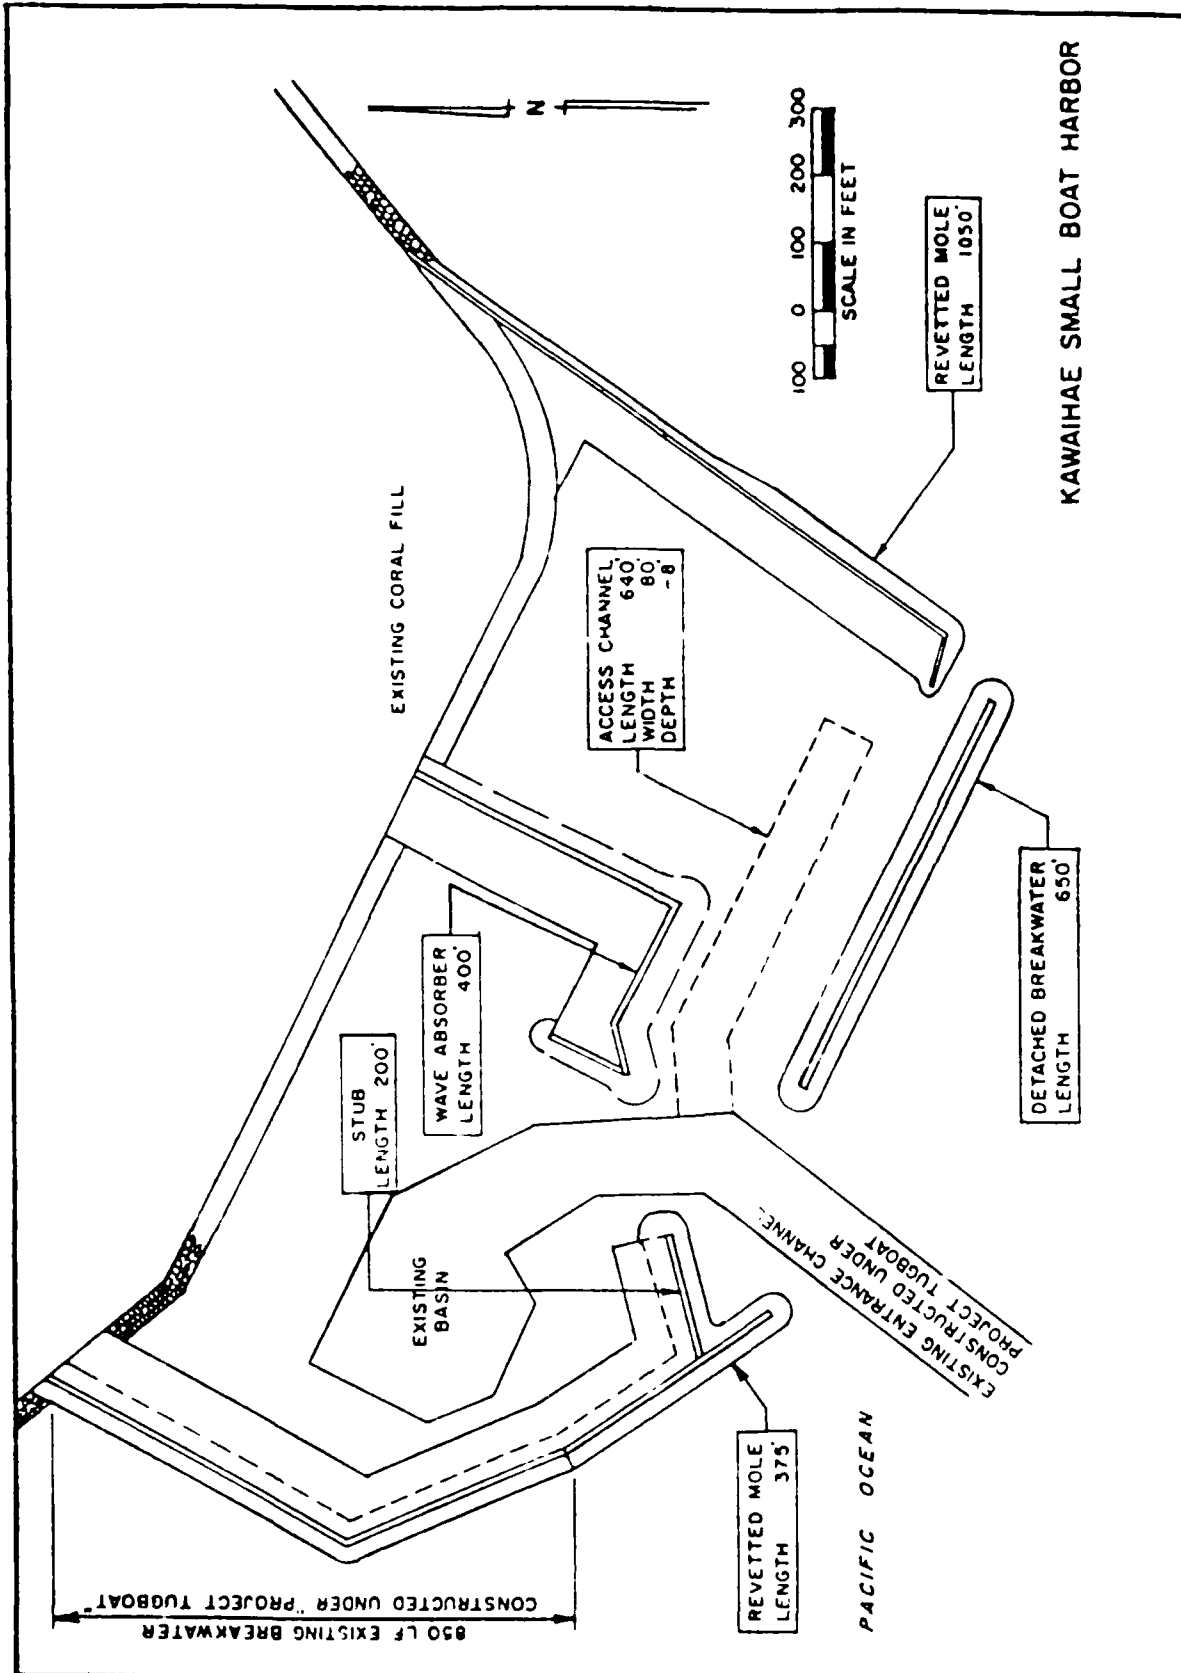 EXISTING CORAL FILL
N
100 0 100 200 300
SCALE IN FEET
STUB
LENGTH 200'
WAVE ABSORBER
LENGTH 400'
ACCESS CHANNEL
LENGTH 640'
WIDTH 80'
DEPTH -8'
REVETTED MOLE
LENGTH 1050'
EXISTING
BASIN
850 LF EXISTING BREAKWATER
CONSTRUCTED UNDER "PROJECT TUGBOAT"
REVETTED MOLE
LENGTH 375'
EXISTING ENTRANCE CHANNEL
CONSTRUCTED UNDER
PROJECT TUGBOAT
DETACHED BREAKWATER
LENGTH 650'
PACIFIC OCEAN
KAWAIHAE SMALL BOAT HARBOR